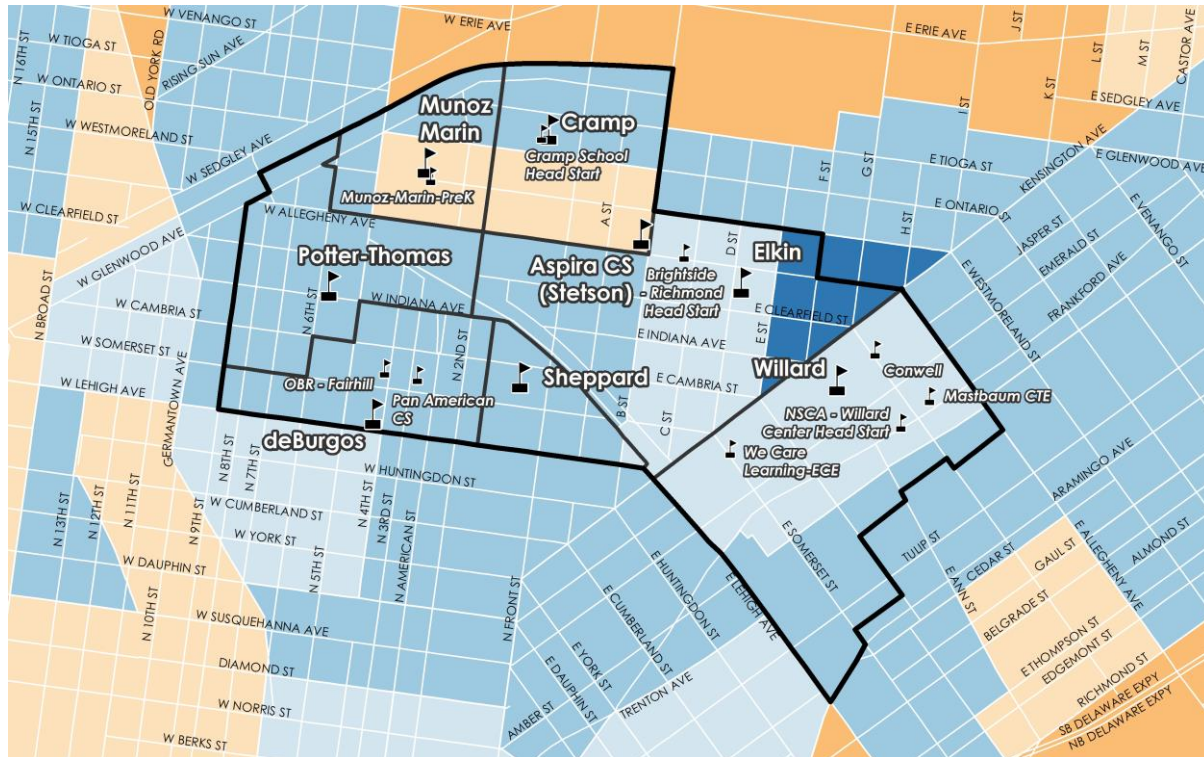 W VENANGO ST
W ERIE AVE
E ERIE AVE
J ST
L ST
M ST
CASTOR AVE
N 16TH ST
W TIOGA ST
OLD YORK RD
RISING SUN AVE
I ST
K ST
W ONTARIO ST
E SEDGLEY AVE
N 15TH ST
W WESTMORELAND ST
W SEDGLEY AVE
Munoz
Marin
Cramp
Cramp School
Head Start
Munoz-Marin-PreK
F ST
G ST
E TIOGA ST
KENSINGTON AVE
E GLENWOOD AVE
W CLEARFIELD ST
W ALLEGHENY AVE
A ST
E ONTARIO ST
H ST
JASPER ST
EMERALD ST
FRANKFORD AVE
E VENANGO ST
W GLENWOOD AVE
Potter-Thomas
Aspira CS
(Stetson)
Brightside
- Richmond
Head Start
D ST
Elkin
E WESTMORELAND ST
N BROAD ST
W CAMBRIA ST
N 6TH ST
W INDIANA AVE
E CLEARFIELD ST
E INDIANA AVE
E ST
W SOMERSET ST
N 2ND ST
Willard
Conwell
W LEHIGH AVE
GERMANTOWN AVE
OBR - Fairhill
Pan American
CS
Sheppard
E CAMBRIA ST
B ST
C ST
Mastbaum CTE
NSCA - Willard
Center Head Start
deBurgos
We Care
Learning-ECE
N 8TH ST
N 7TH ST
W HUNTINGDON ST
ARAMINGO AVE
N 13TH ST
N 12TH ST
N 11TH ST
N 9TH ST
W CUMBERLAND ST
N 4TH ST
N 3RD ST
N AMERICAN ST
W YORK ST
N 5TH ST
E SOMERSET ST
TULIP ST
CEDAR ST
E ALLEGHENY AVE
ALMOND ST
GAUL ST
W DAUPHIN ST
N 10TH ST
N FRONT ST
E HUNTINGDON ST
E LEHIGH AVE
E ANN ST
BELGRADE ST
W SUSQUEHANNA AVE
E CUMBERLAND ST
E THOMPSON ST
EDGEMONT ST
DIAMOND ST
E YORK ST
E DAUPHIN ST
TRENTON AVE
RICHMOND ST
W NORRIS ST
AMBER ST
SB DELAWARE EXPY
NB DELAWARE EXPY
W BERKS ST